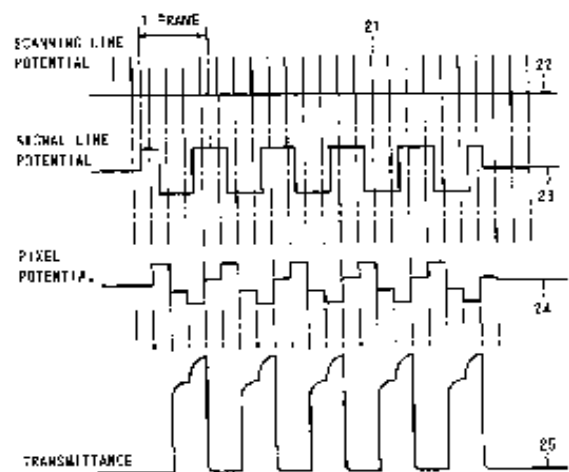 1 FRAME
21
SCANNING LINE
POTENTIAL
22
SIGNAL LINE
POTENTIAL
23
PIXEL
POTENTIAL
24
25
TRANSMITTANCE